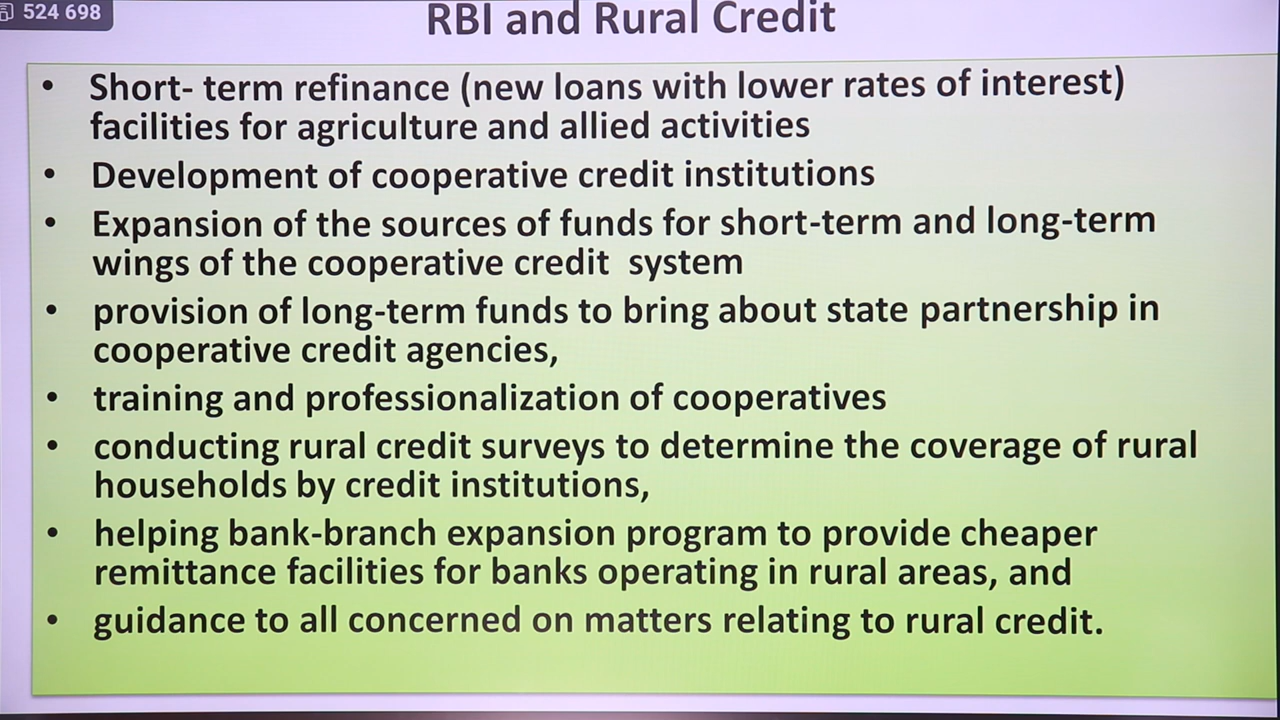 524 698
RBI and Rural Credit
• Short- term refinance (new loans with lower rates of interest)
facilities for agriculture and allied activities
• Development of cooperative credit institutions
• Expansion of the sources of funds for short-term and long-term
wings of the cooperative credit system
• provision of long-term funds to bring about state partnership in
cooperative credit agencies,
• training and professionalization of cooperatives
• conducting rural credit surveys to determine the coverage of rural
households by credit institutions,
• helping bank-branch expansion program to provide cheaper
remittance facilities for banks operating in rural areas, and
• guidance to all concerned on matters relating to rural credit.